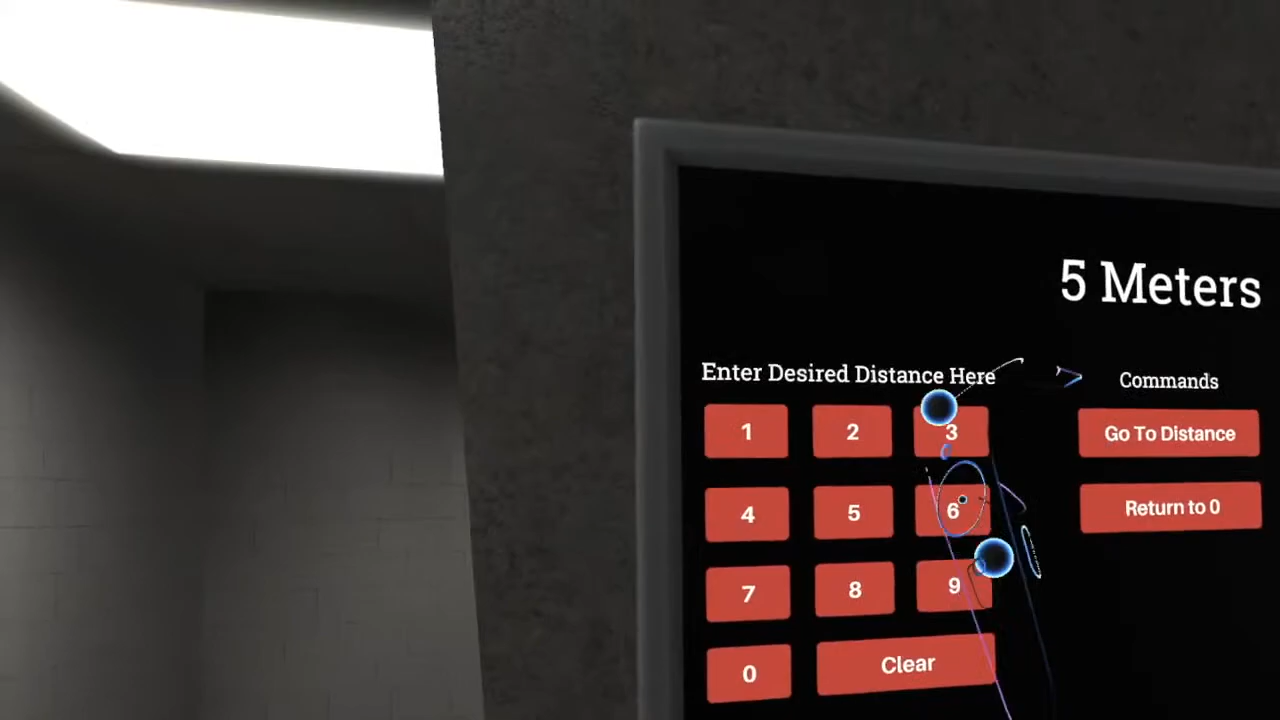 5 Meters
Enter Desired Distance Here
Commands
1 2 3
Go To Distance
4 5 6
Return to 0
7 8 9
0 Clear